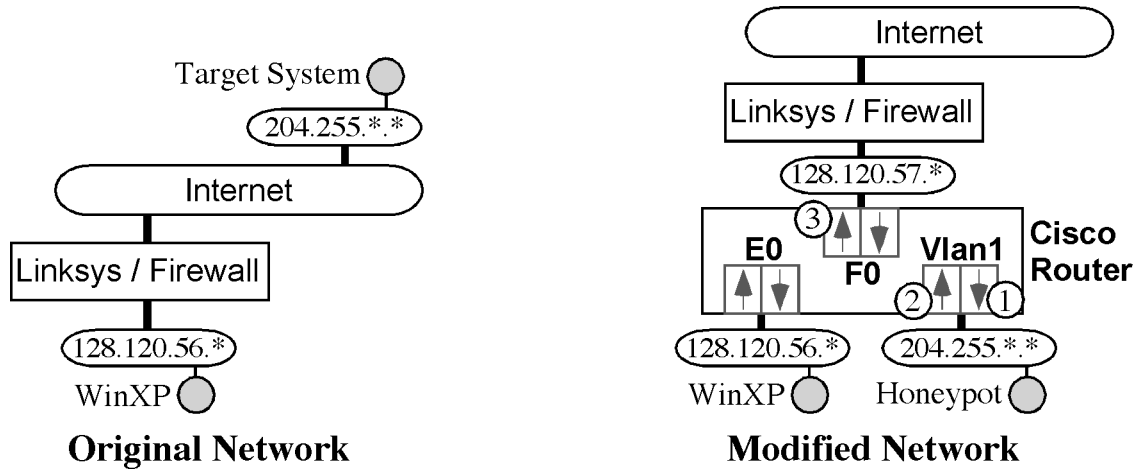 Target System
204.255.*.*
Internet
Linksys / Firewall
128.120.56.*
WinXP
Original Network
Internet
Linksys / Firewall
128.120.57.*
3
E0
F0
Vlan1
2
1
Cisco
Router
128.120.56.*
204.255.*.*
WinXP
Honeypot
Modified Network